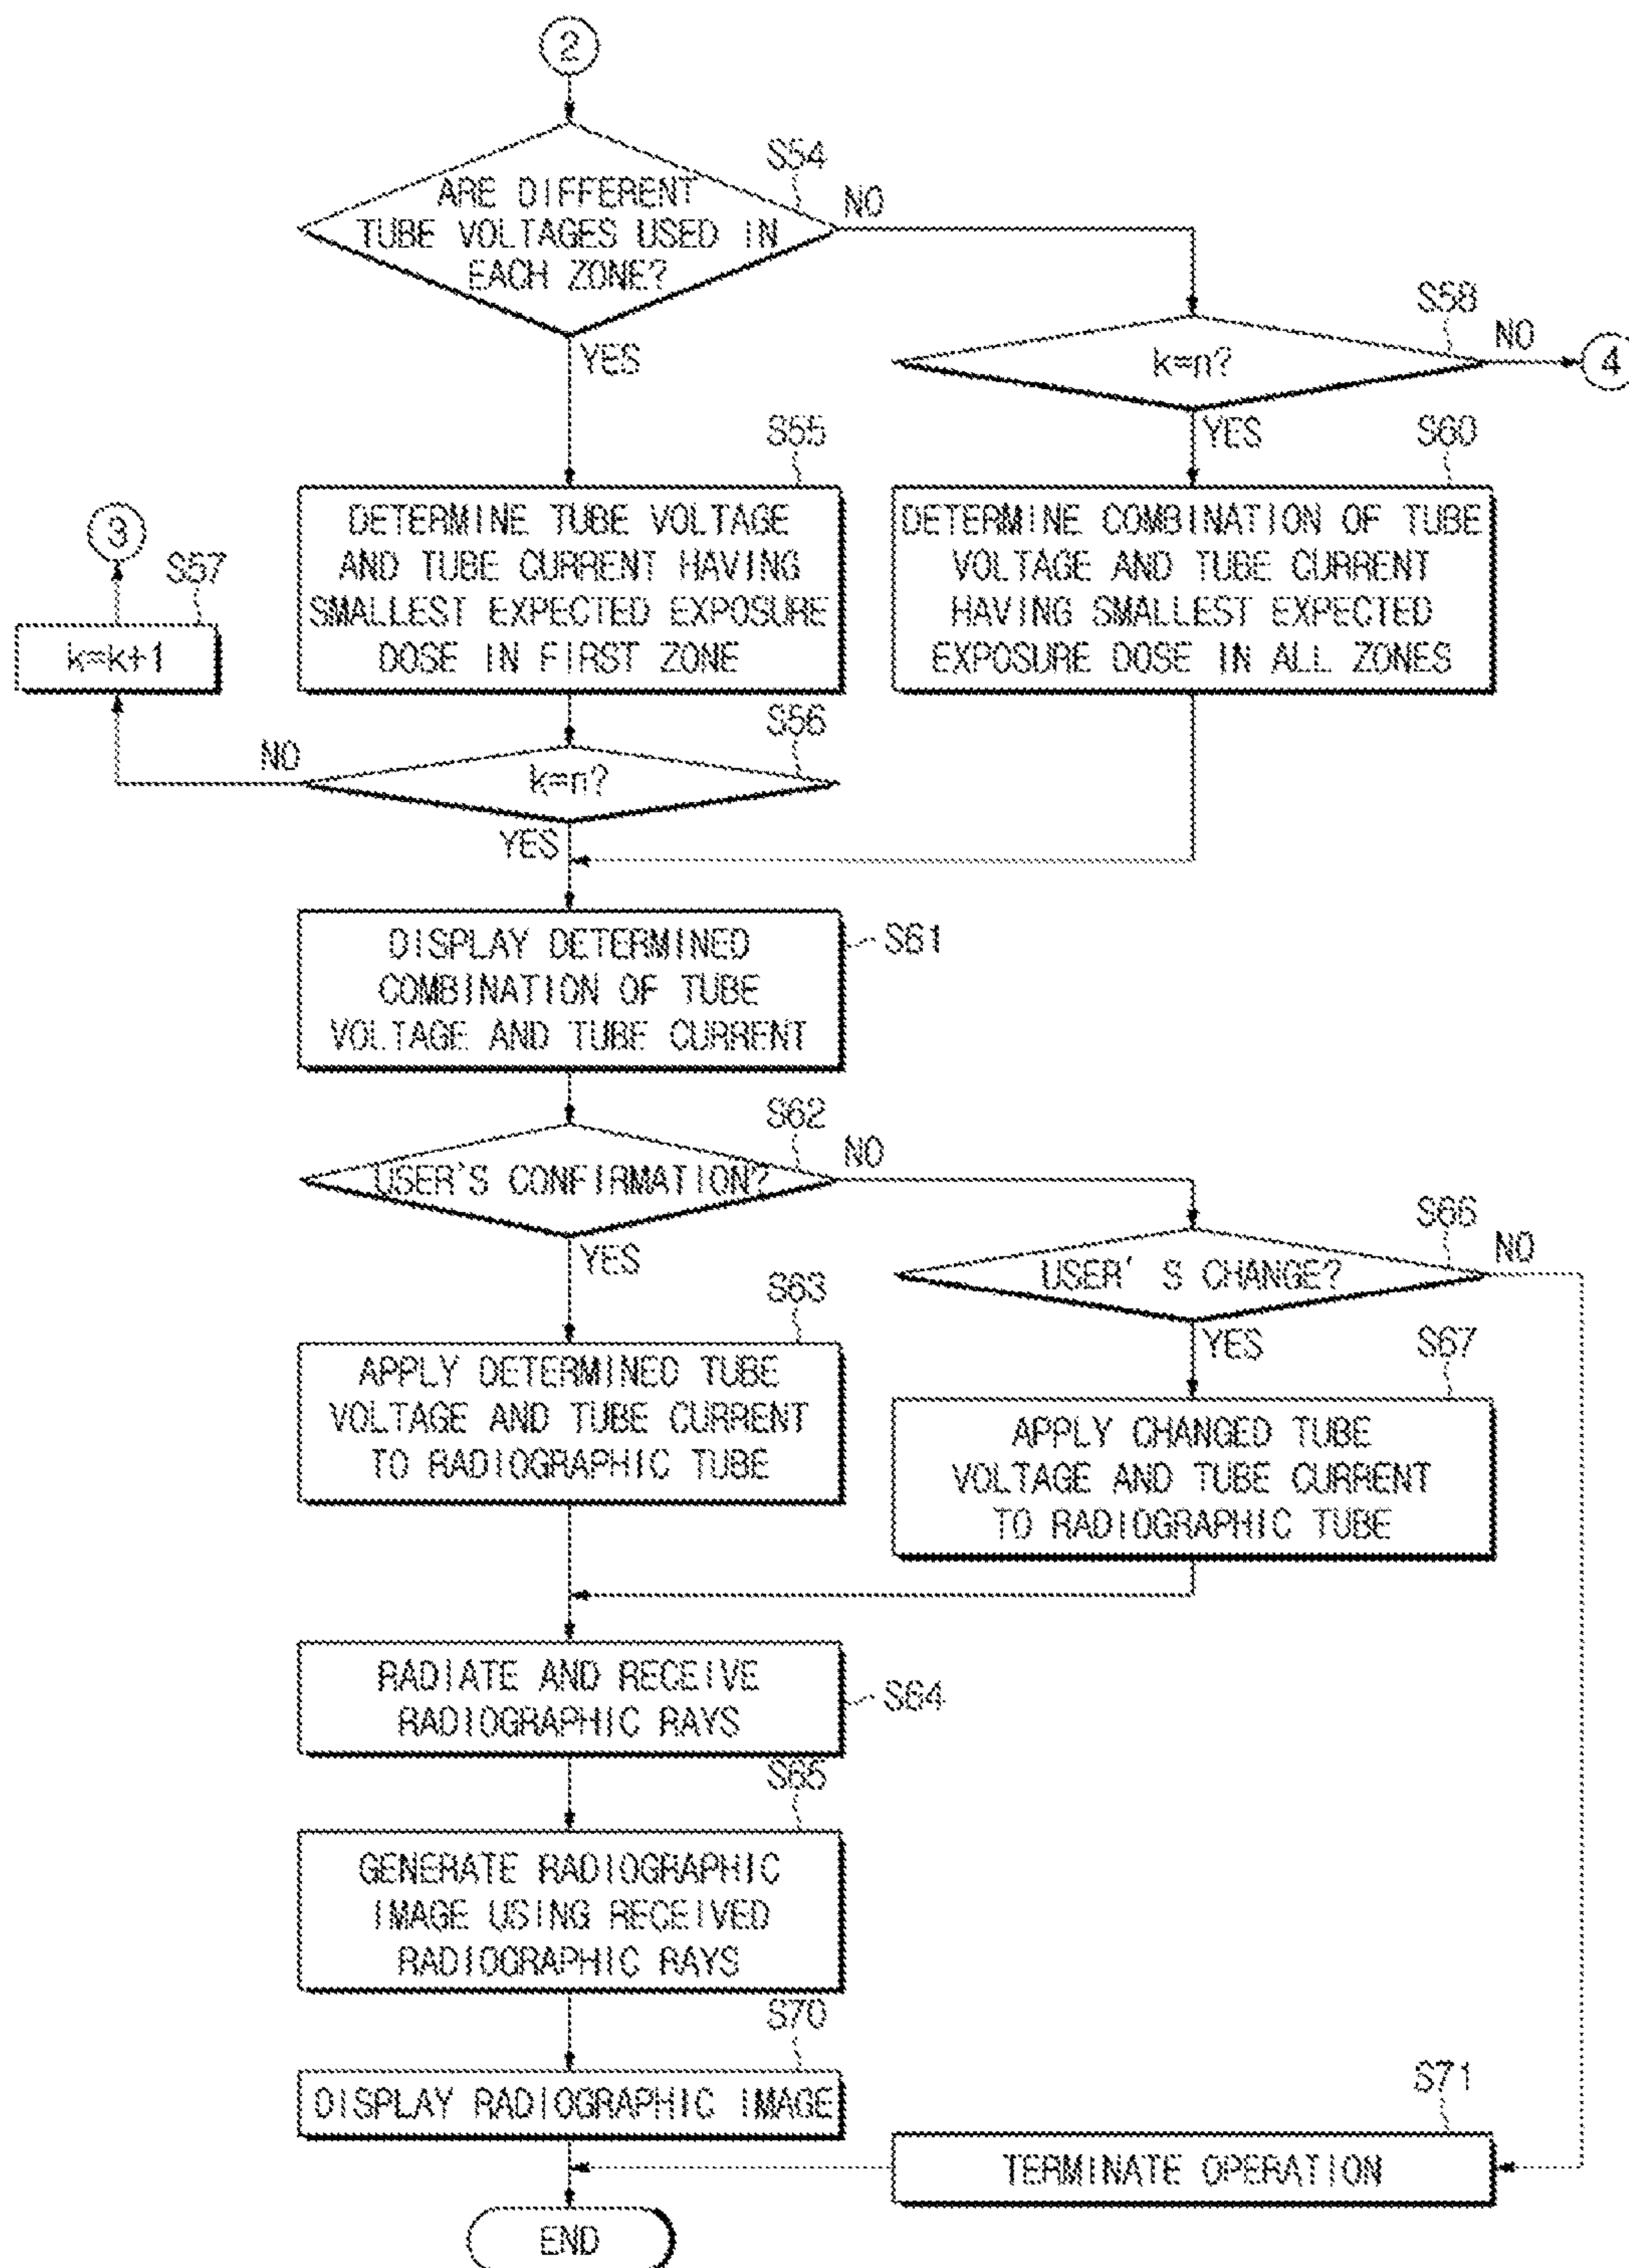 2
S54
ARE DIFFERENT
TUBE VOLTAGES USED IN
EACH ZONE?
NO
YES
S58
k=n?
NO
4
YES
S55
DETERMINE TUBE VOLTAGE
AND TUBE CURRENT HAVING
SMALLEST EXPECTED EXPOSURE
DOSE IN FIRST ZONE
S60
DETERMINE COMBINATION OF TUBE
VOLTAGE AND TUBE CURRENT
HAVING SMALLEST EXPECTED
EXPOSURE DOSE IN ALL ZONES
3
S57
k=k+1
S56
NO
k=n?
YES
DISPLAY DETERMINED
COMBINATION OF TUBE
VOLTAGE AND TUBE CURRENT
S61
S62
USER'S CONFIRMATION?
NO
YES
S66
USER' S CHANGE?
NO
YES
S63
APPLY DETERMINED TUBE
VOLTAGE AND TUBE CURRENT
TO RADIOGRAPHIC TUBE
S67
APPLY CHANGED TUBE
VOLTAGE AND TUBE CURRENT
TO RADIOGRAPHIC TUBE
RADIATE AND RECEIVE
RADIOGRAPHIC RAYS
S64
S65
GENERATE RADIOGRAPHIC
IMAGE USING RECEIVED
RADIOGRAPHIC RAYS
S70
DISPLAY RADIOGRAPHIC IMAGE
S71
TERMINATE OPERATION
END